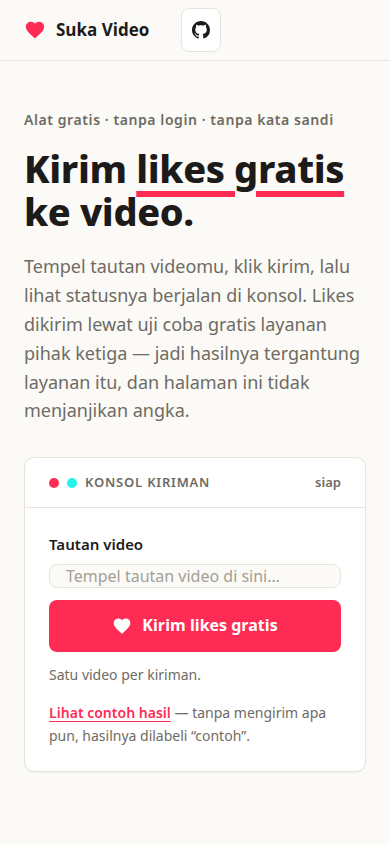 Suka Video
Alat gratis · tanpa login · tanpa kata sandi
Kirim likes gratis
ke video.
Tempel tautan videomu, klik kirim, lalu
lihat statusnya berjalan di konsol. Likes
dikirim lewat uji coba gratis layanan
pihak ketiga — jadi hasilnya tergantung
layanan itu, dan halaman ini tidak
menjanjikan angka.
KONSOL KIRIMAN siap
Tautan video
Tempel tautan video di sini...
Kirim likes gratis
Satu video per kiriman.
Lihat contoh hasil — tanpa mengirim apa
pun, hasilnya dilabeli “contoh”.